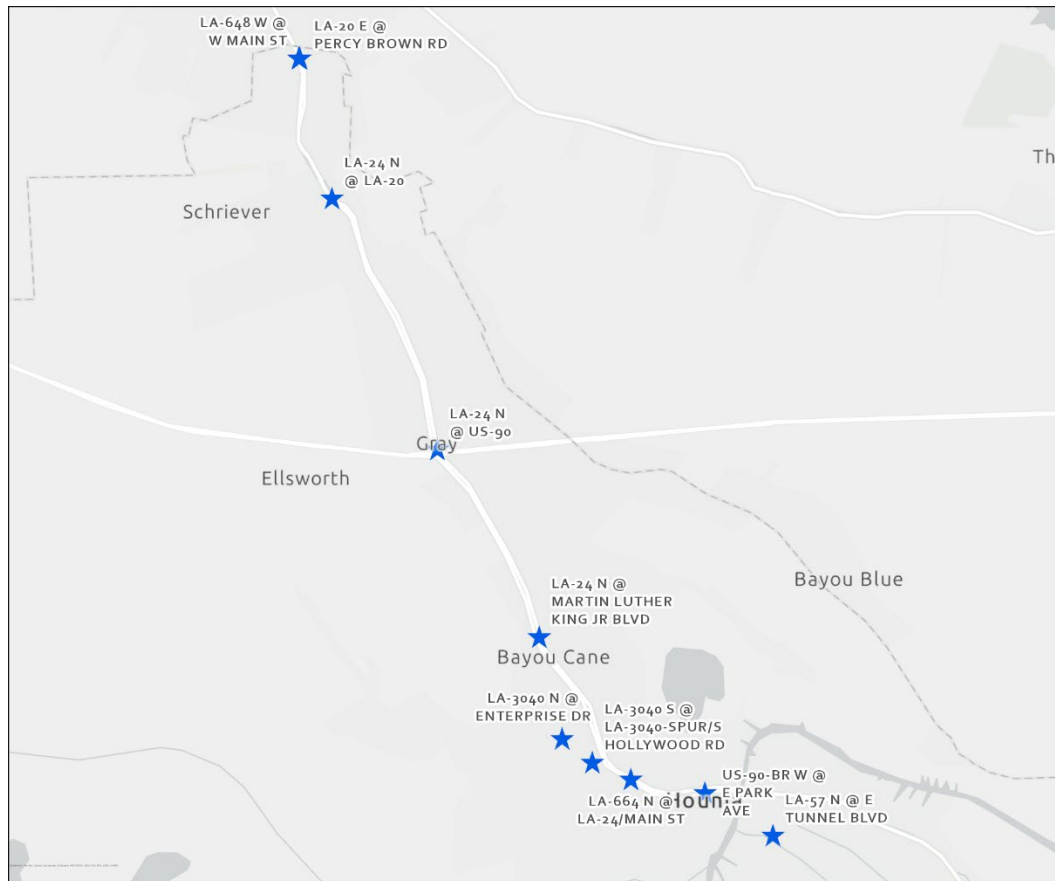 LA-648 W @
W MAIN ST
LA-20 E @
PERCY BROWN RD
Th
LA-24 N
@ LA-20
Schriever
LA-24 N
@ US-90
Gray
Ellsworth
Bayou Blue
LA-24 N @
MARTIN LUTHER
KING JR BLVD
Bayou Cane
LA-3040 N @
ENTERPRISE DR
LA-3040 S @
LA-3040-SPUR/S
HOLLYWOOD RD
LA-664 N @
LA-24/MAIN ST
US-90-BR W @
E PARK
AVE
LA-57 N @ E
TUNNEL BLVD